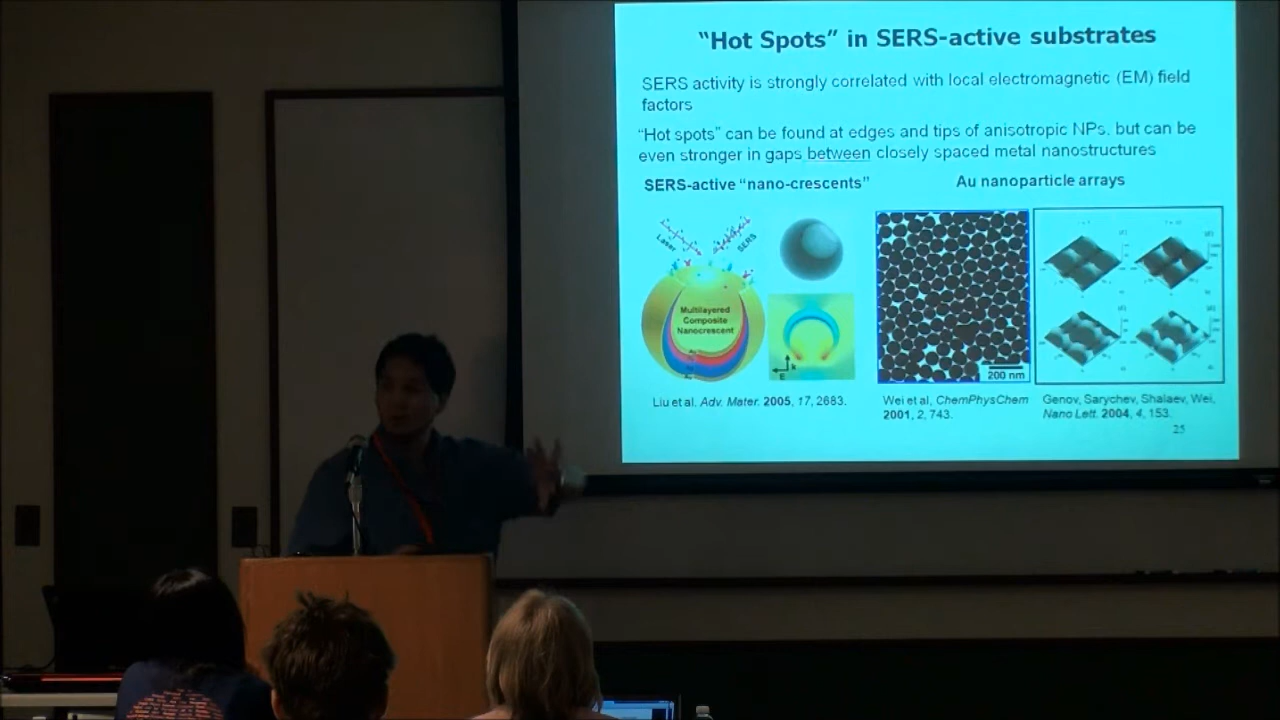 “Hot Spots” in SERS-active substrates
SERS activity is strongly correlated with local electromagnetic (EM) field
factors
“Hot spots” can be found at edges and tips of anisotropic NPs. but can be
even stronger in gaps between closely spaced metal nanostructures
SERS-active “nano-crescents”
Au nanoparticle arrays
Laser
SERS
Multilayered
Composite
Nanocrescent
E
k
200 nm
Liu et al. Adv. Mater. 2005, 17, 2683.
Wei et al, ChemPhysChem
2001, 2, 743.
Genov, Sarychev, Shalaev, Wei,
Nano Lett. 2004, 4, 153.
25